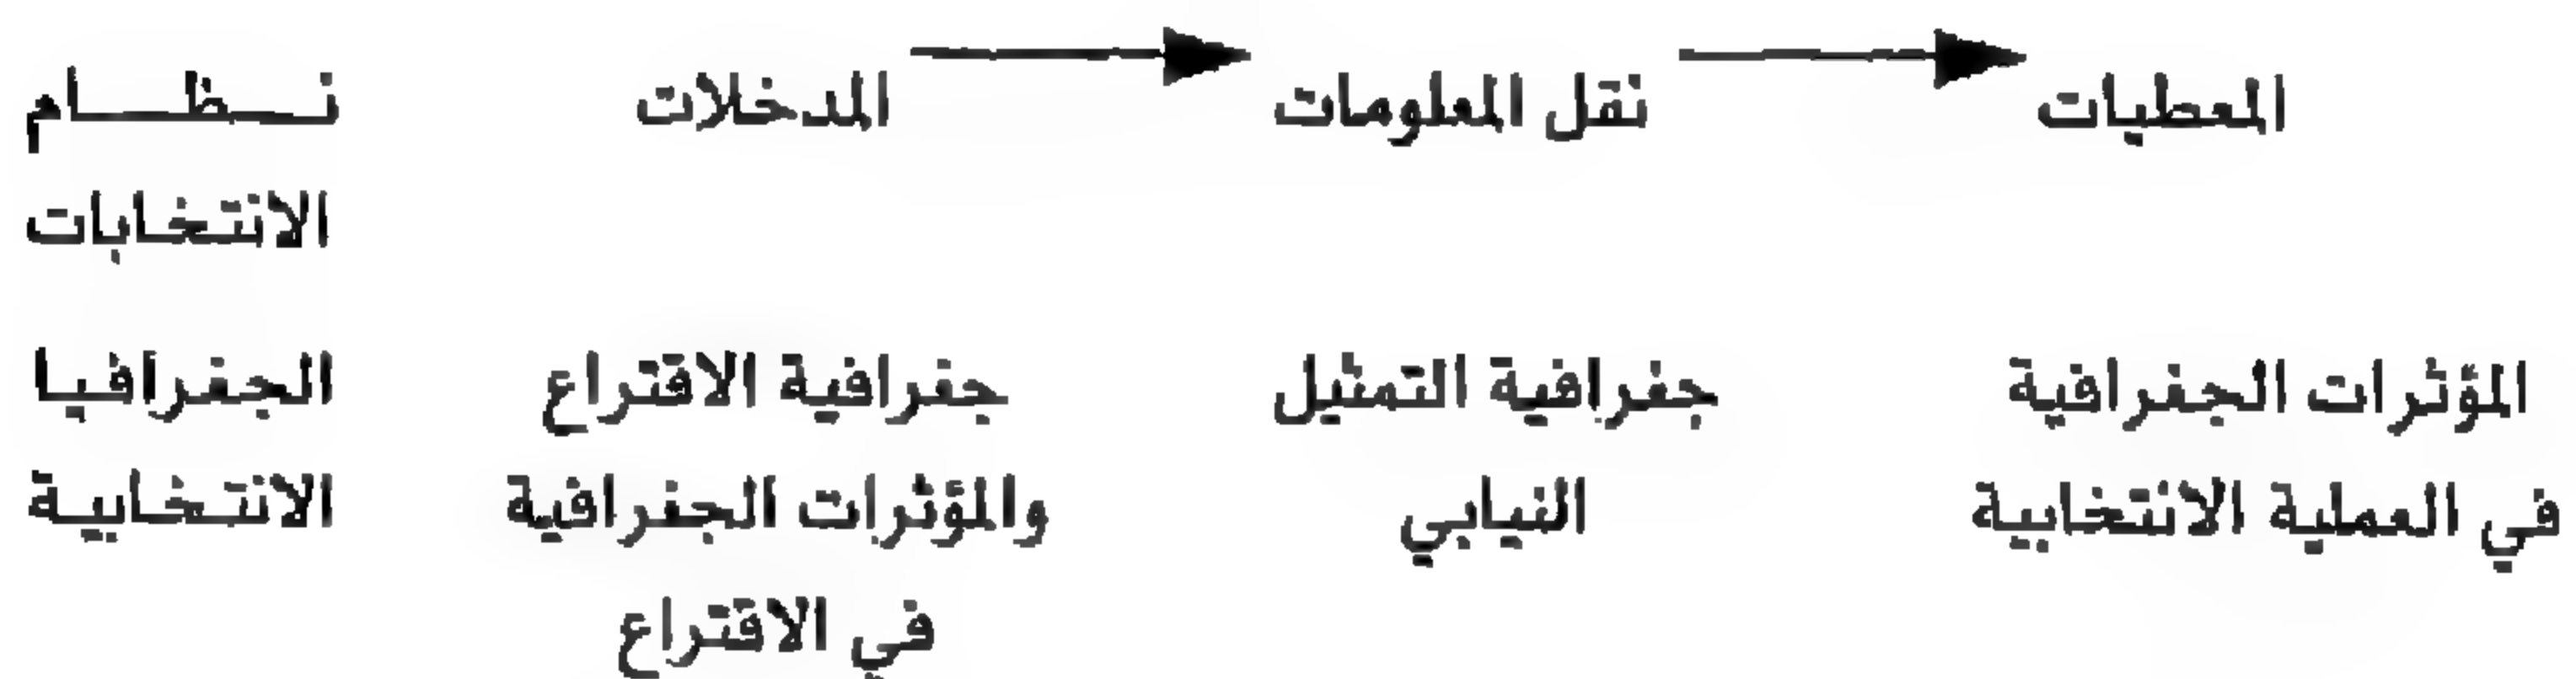 نظام
الانتخابات
المدخلات
نقل المعلومات
المعطيات
الجغرافيا
الانتخابية
جغرافية الاقتراع
والمؤثرات الجغرافية
في الاقتراع
جغرافية التمثيل
النيابي
المؤثرات الجغرافية
في العملية الانتخابية